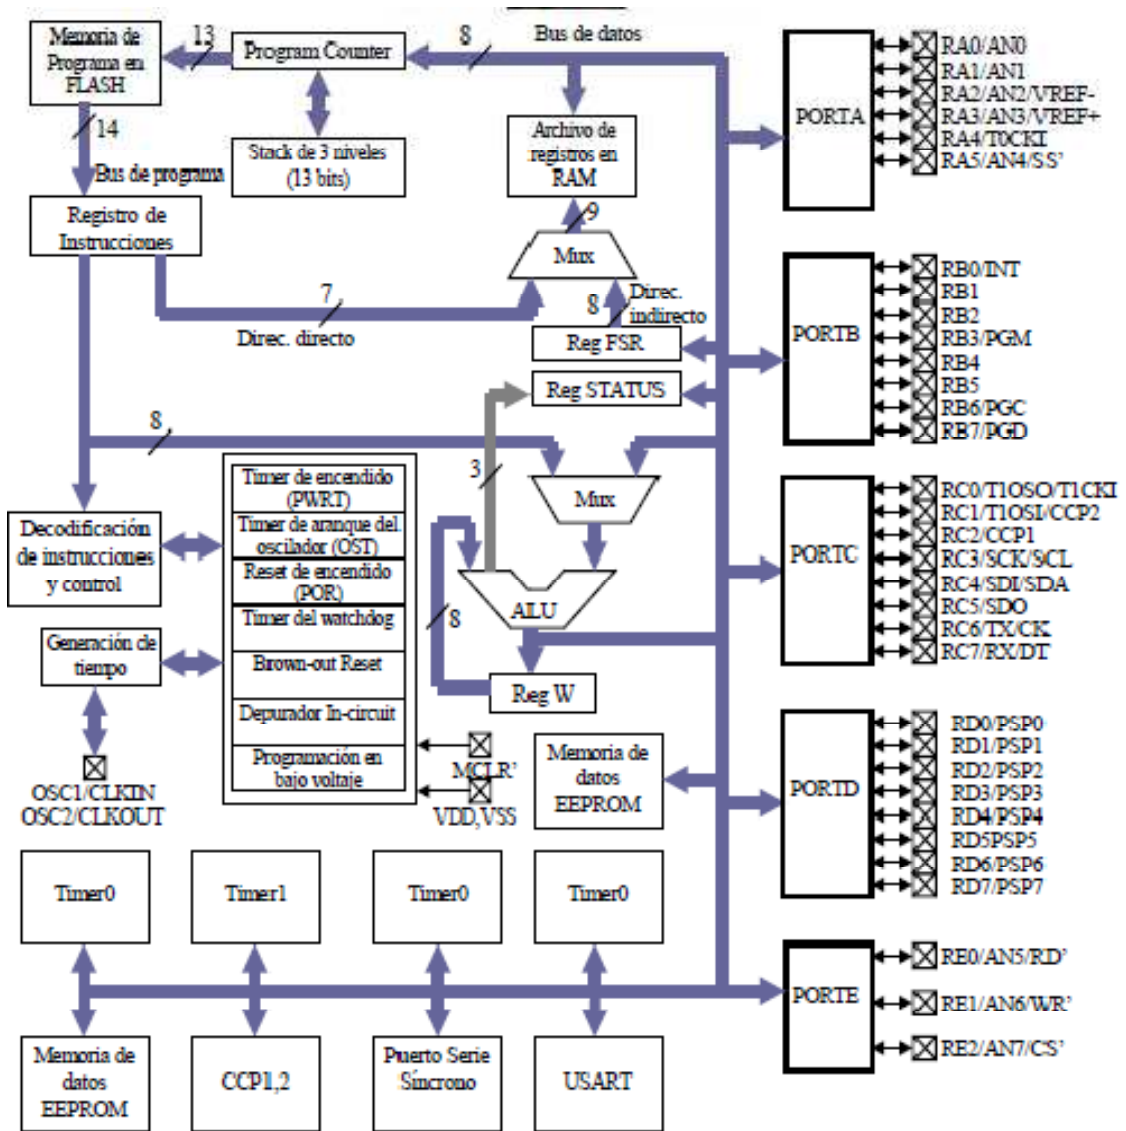 Memoria de
Programa en
FLASH
13
Program Counter
8
Bus de datos
14
Bus de programa
Stack de 3 niveles
(13 bits)
Archivo de
registros en
RAM
9
Registro de
Instrucciones
Mux
7
Direc. directo
8
Direc.
indirecto
Reg FSR
Reg STATUS
8
3
Mux
Timer de encendido
(PWRT)
Timer de aranque del
oscilador (OST)
Reset de encendido
(POR)
Timer del watchdog
Brown-out Reset
Depurador In-circuit
Programación en
bajo voltaje
Decodificación
de instrucciones
y control
Generación de
tiempo
OSC1/CLKIN
OSC2/CLKOUT
ALU
8
Reg W
MCLR'
VDD,VSS
Memoria de
datos
EEPROM
Timer0
Timer1
Timer0
Timer0
Memoria de
datos
EEPROM
CCP1,2
Puerto Serie
Síncrono
USART
PORTA
RA0/AN0
RA1/AN1
RA2/AN2/VREF-
RA3/AN3/VREF+
RA4/T0CKI
RA5/AN4/SS'
PORTB
RB0/INT
RB1
RB2
RB3/PGM
RB4
RB5
RB6/PGC
RB7/PGD
PORTC
RC0/T1OSO/T1CKI
RC1/T1OSI/CCP2
RC2/CCP1
RC3/SCK/SCL
RC4/SDI/SDA
RC5/SDO
RC6/TX/CK
RC7/RX/DT
PORTD
RD0/PSP0
RD1/PSP1
RD2/PSP2
RD3/PSP3
RD4/PSP4
RD5PSP5
RD6/PSP6
RD7/PSP7
PORTE
RE0/AN5/RD'
RE1/AN6/WR'
RE2/AN7/CS'